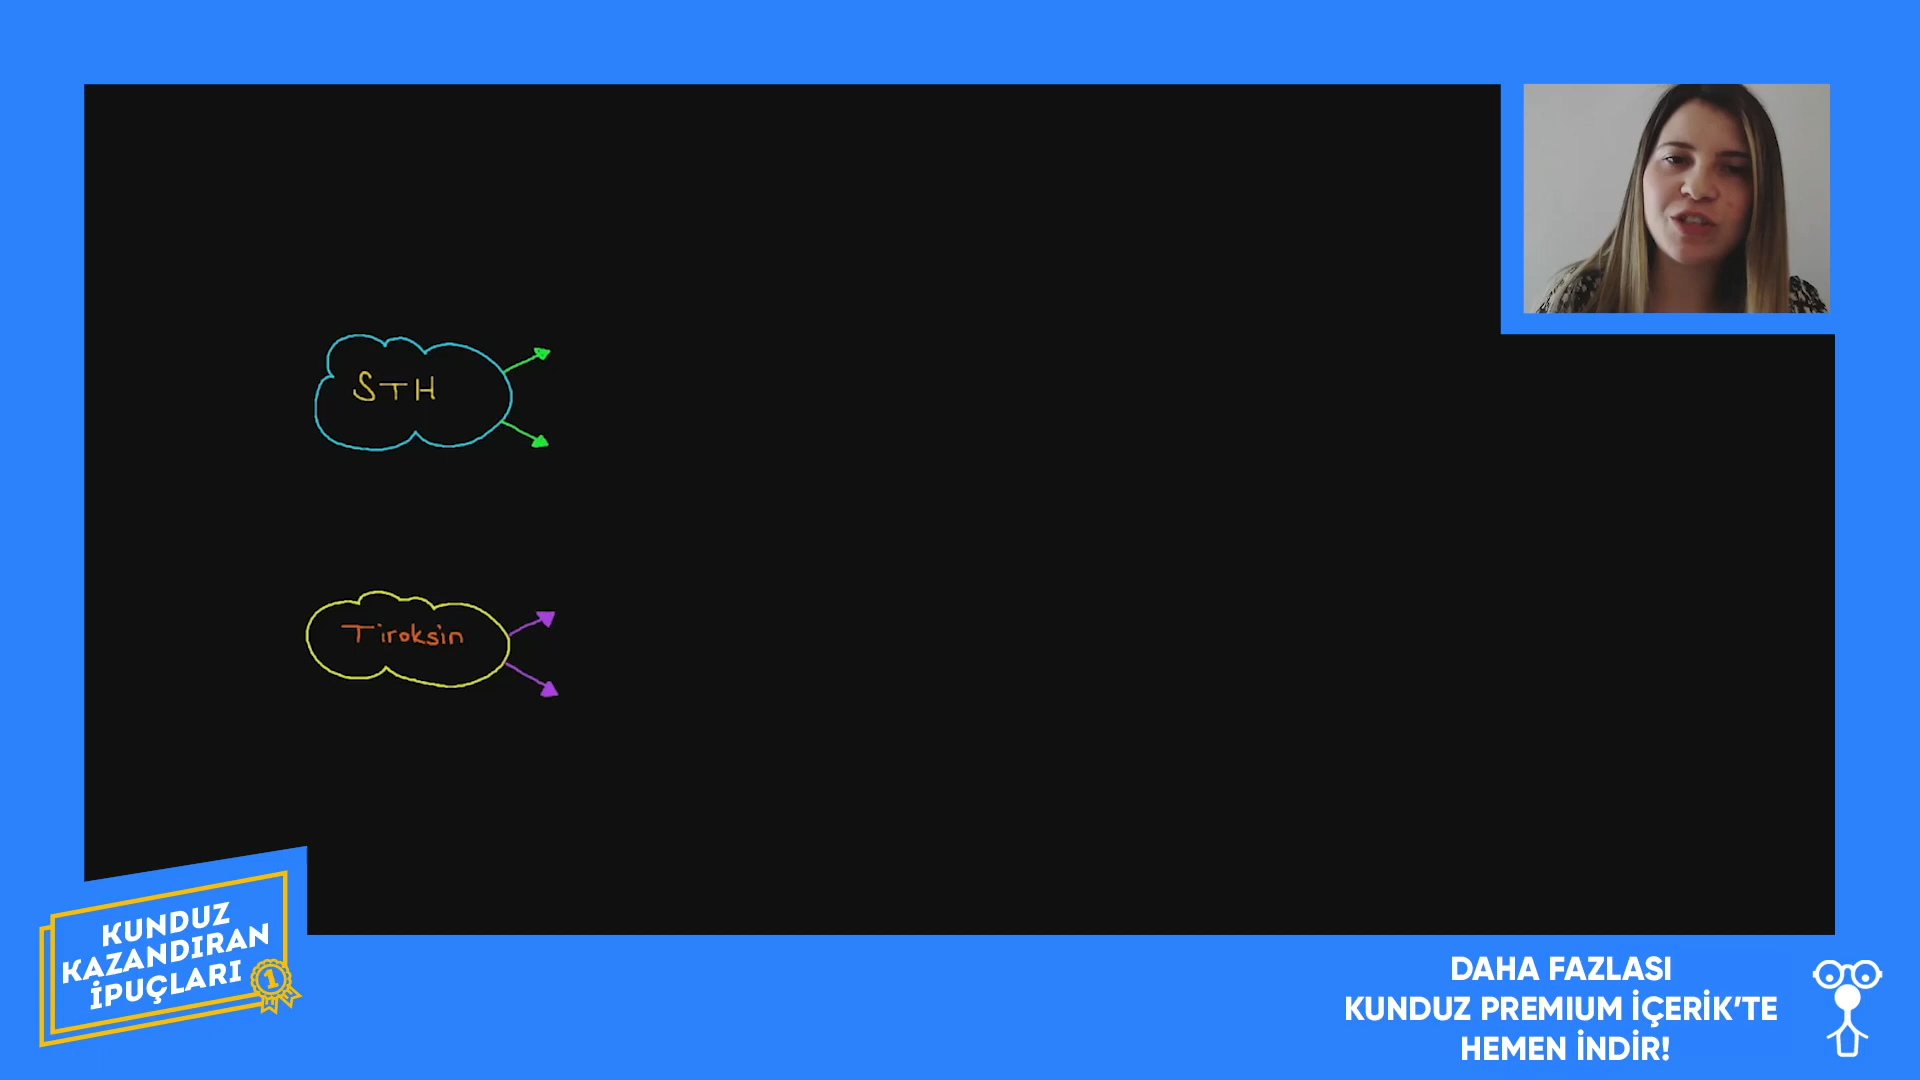 STH
Tiroksin
KUNDUZ
KAZANDIRAN
İPUÇLARI
1
DAHA FAZLASI
KUNDUZ PREMIUM İÇERİK'TE
HEMEN İNDİR!